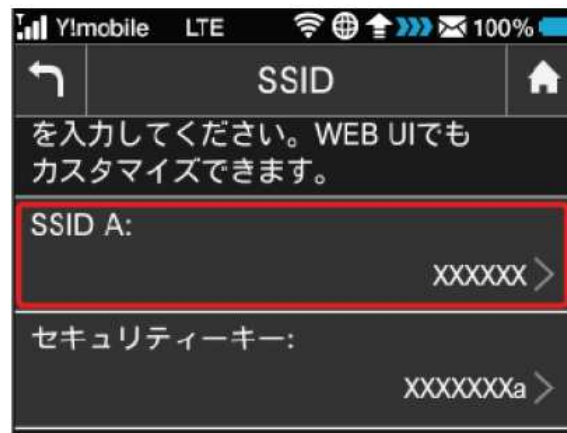 Y!mobile LTE 100%
SSID
を入力してください。WEB UIでも
カスタマイズできます。
SSID A:
XXXXXX
セキュリティーキー:
XXXXXXXa